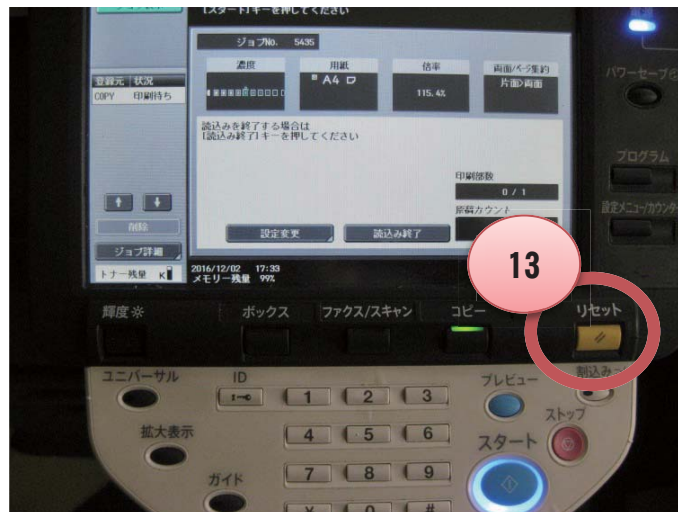 [スタート]キーを押してください
ジョブNo. 5435
濃度
用紙
倍率
両面/ページ集約
A4
115.4%
片面>両面
登録元 状況
COPY 印刷待ち
読込みを終了する場合は
[読込み終了]キーを押してください
印刷部数
0 / 1
原稿カウント
削除
設定変更
読込み終了
ジョブ詳細
トナー残量 K
2016/12/02 17:33
メモリー残量 99%
パワーセーブ
プログラム
設定メニュー/カウンター
13
輝度
ボックス
ファクス/スキャン
コピー
リセット
ユニバーサル
ID
1 2 3
プレビュー
割込み
拡大表示
4 5 6
スタート
ストップ
ガイド
7 8 9
0 #